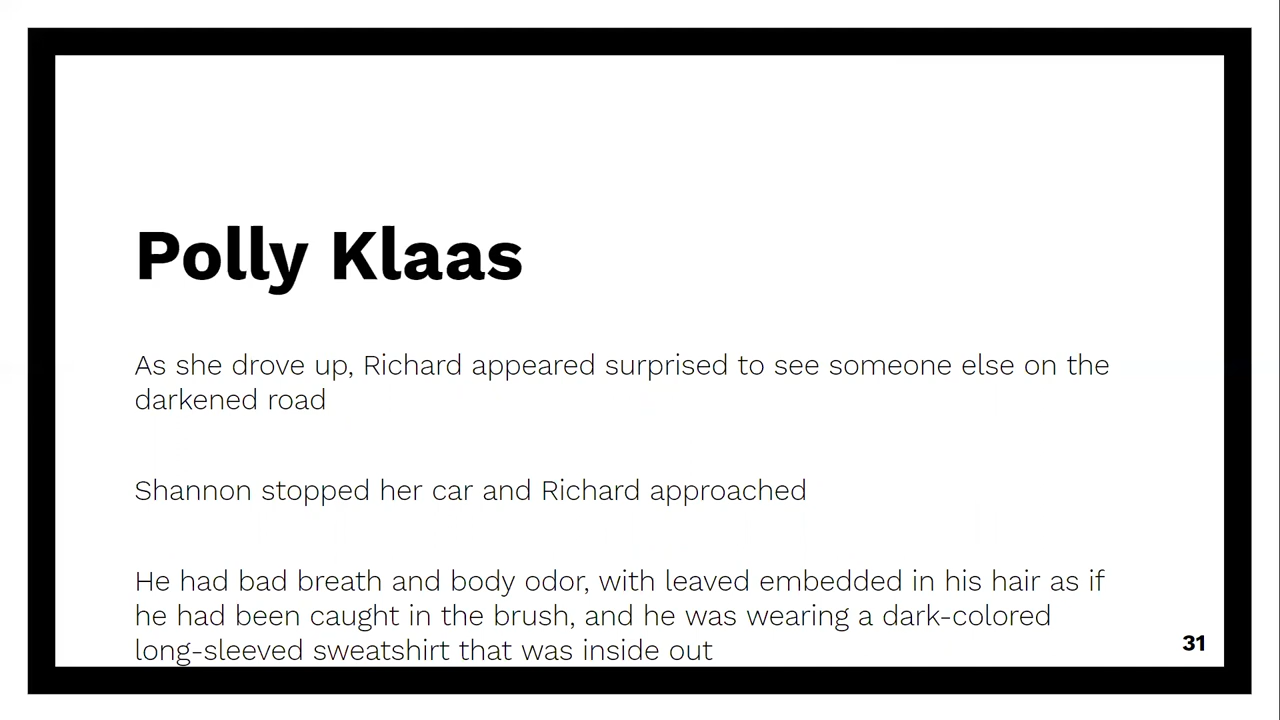 Polly Klaas
As she drove up, Richard appeared surprised to see someone else on the
darkened road
Shannon stopped her car and Richard approached
He had bad breath and body odor, with leaved embedded in his hair as if
he had been caught in the brush, and he was wearing a dark-colored
long-sleeved sweatshirt that was inside out
31